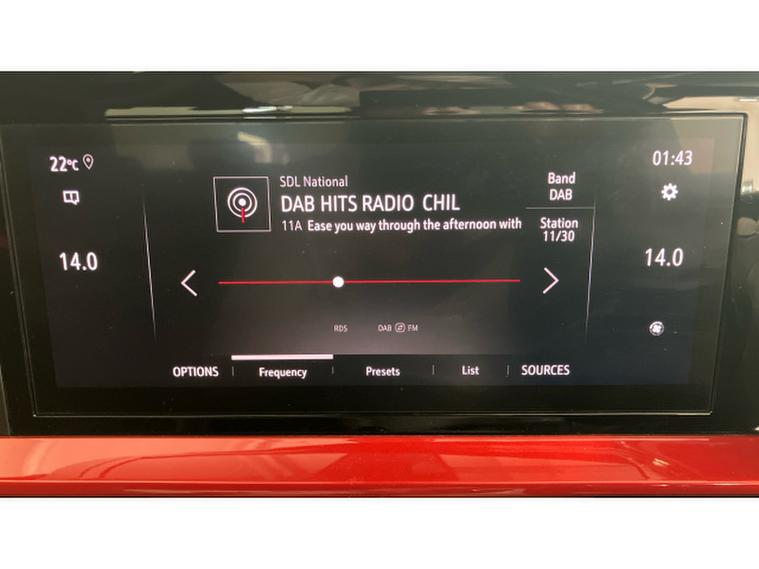 22°C
01:43
SDL National
DAB HITS RADIO CHIL
11A Ease you way through the afternoon with
Band
DAB
Station
11/30
14.0
14.0
RDS
DAB FM
OPTIONS
Frequency
Presets
List
SOURCES